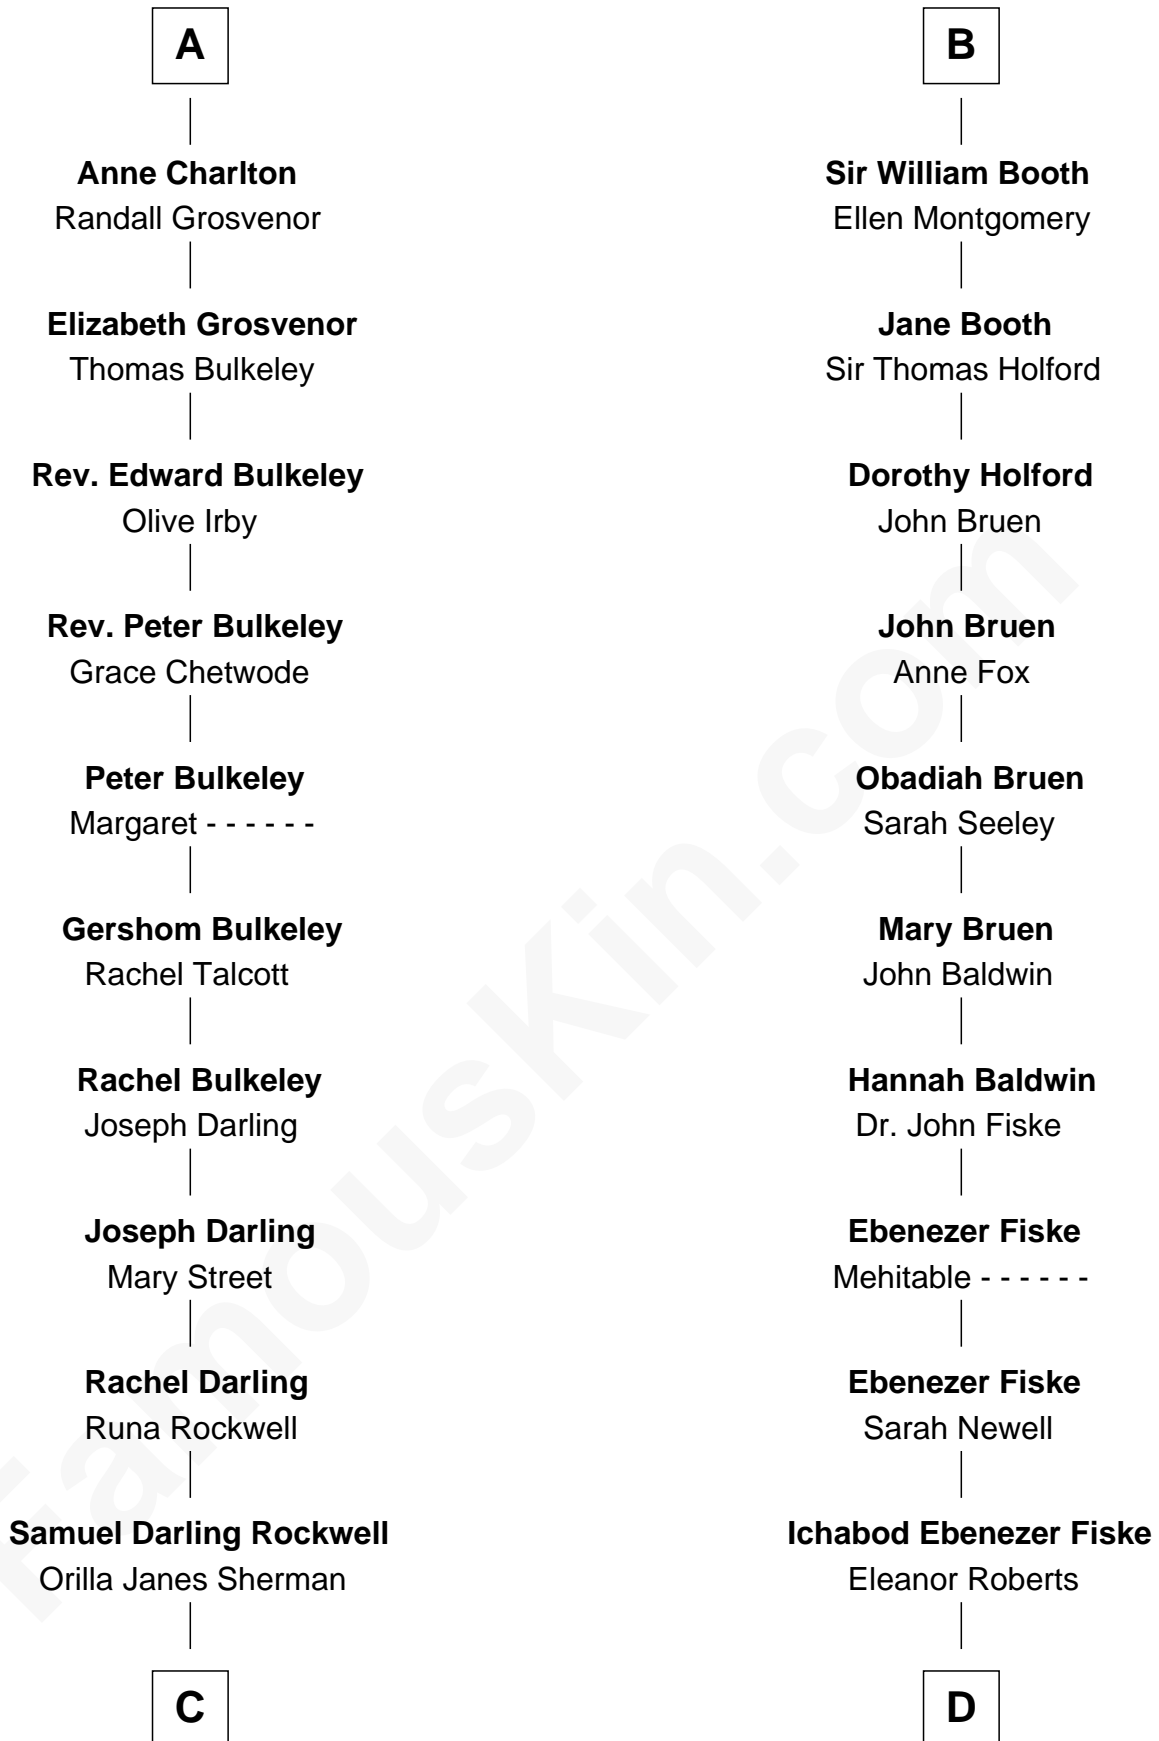 A
Anne Charlton
Randall Grosvenor
Elizabeth Grosvenor
Thomas Bulkeley
Rev. Edward Bulkeley
Olive Irby
Rev. Peter Bulkeley
Grace Chetwode
Peter Bulkeley
Margaret - - - - - -
Gershom Bulkeley
Rachel Talcott
Rachel Bulkeley
Joseph Darling
Joseph Darling
Mary Street
Rachel Darling
Runa Rockwell
Samuel Darling Rockwell
Orilla Janes Sherman
C
B
Sir William Booth
Ellen Montgomery
Jane Booth
Sir Thomas Holford
Dorothy Holford
John Bruen
John Bruen
Anne Fox
Obadiah Bruen
Sarah Seeley
Mary Bruen
John Baldwin
Hannah Baldwin
Dr. John Fiske
Ebenezer Fiske
Mehitable - - - - - -
Ebenezer Fiske
Sarah Newell
Ichabod Ebenezer Fiske
Eleanor Roberts
D
FamousKin.com